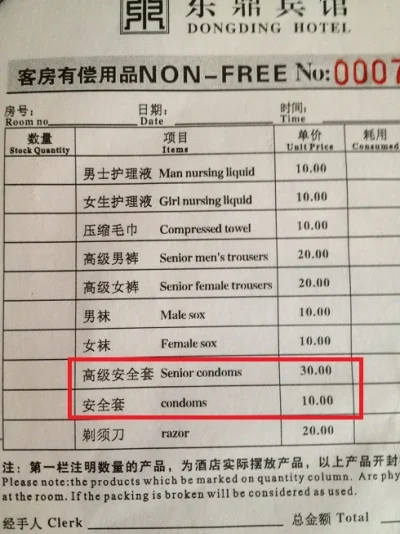 东鼎宾馆
DONGDING HOTEL
客房有偿用品NON-FREE No:0007
房号: 日期: 时间:
Room no Date Time
数量 项目 单价 耗用
Stock Quantity Items Unit Price Consumed
男士护理液 Man nursing liquid 10.00
女生护理液 Girl nursing liquid 10.00
压缩毛巾 Compressed towel 10.00
高级男裤 Senior men's trousers 20.00
高级女裤 Senior female trousers 20.00
男袜 Male sox 10.00
女袜 Female sox 10.00
高级安全套 Senior condoms 30.00
安全套 condoms 10.00
剃须刀 razor 20.00
注: 第一栏注明数量的产品, 为酒店实际摆放产品, 以上产品开封
Please note:the products which be marked on quantity column. Are phy
at the room. If the packing is broken will be considered as used.
经手人 Clerk 总金额 Total